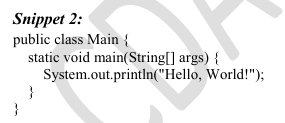 Snippet 2:
public class Main {
static void main(String[] args) {
System.out.println("Hello, World!");
}
}